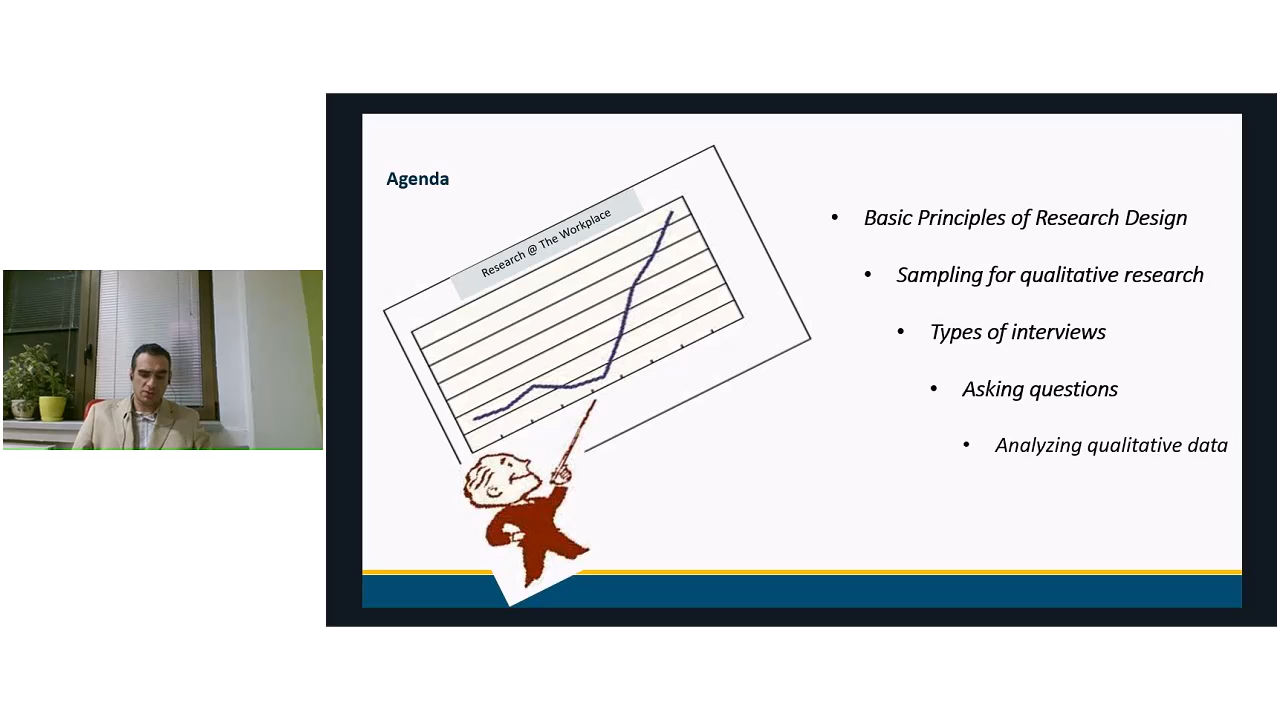 Agenda
Research @ The Workplace
• Basic Principles of Research Design
• Sampling for qualitative research
• Types of interviews
• Asking questions
• Analyzing qualitative data